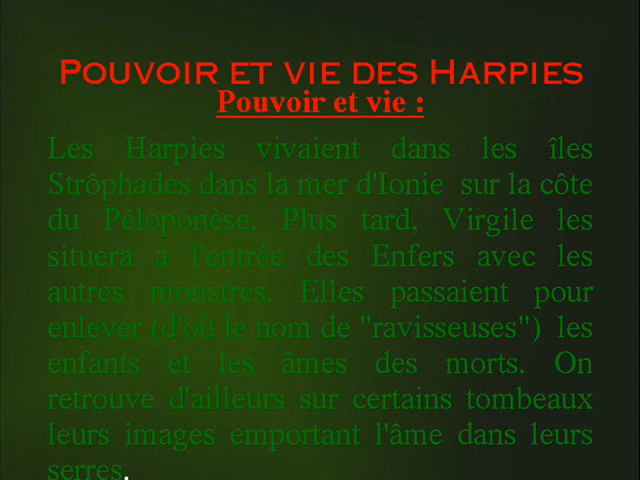 POUVOIR ET VIE DES HARPIES
Pouvoir et vie :
Les Harpies vivaient dans les îles
Strôphades dans la mer d'Ionie sur la côte
du Péloponèse. Plus tard, Virgile les
situera à l'entrée des Enfers avec les
autres monstres. Elles passaient pour
enlever (d'où le nom de "ravisseuses") les
enfants et les âmes des morts. On
retrouve d'ailleurs sur certains tombeaux
leurs images emportant l'âme dans leurs
serres.